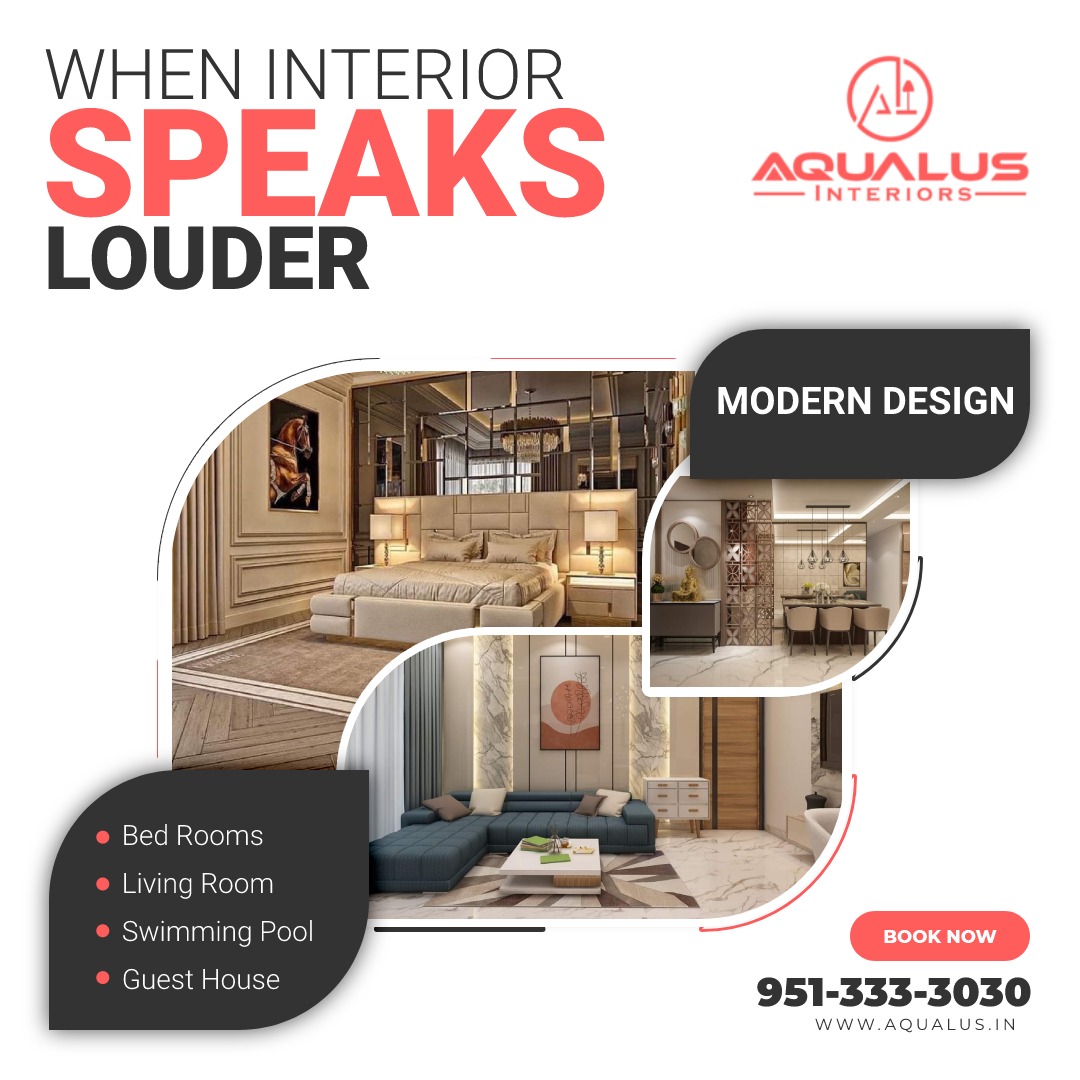 WHEN INTERIOR
SPEAKS
LOUDER
AQUALUS
INTERIORS
MODERN DESIGN
Bed Rooms
Living Room
Swimming Pool
Guest House
BOOK NOW
951-333-3030
WWW.AQUALUS.IN